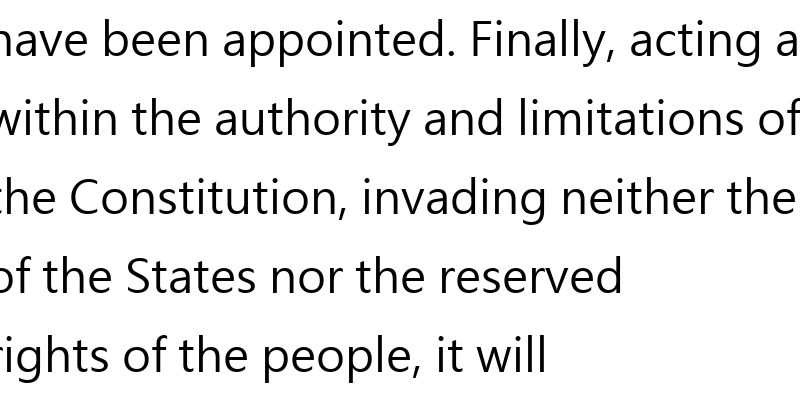 have been appointed. Finally, acting a
within the authority and limitations of
the Constitution, invading neither the
of the States nor the reserved
rights of the people, it will